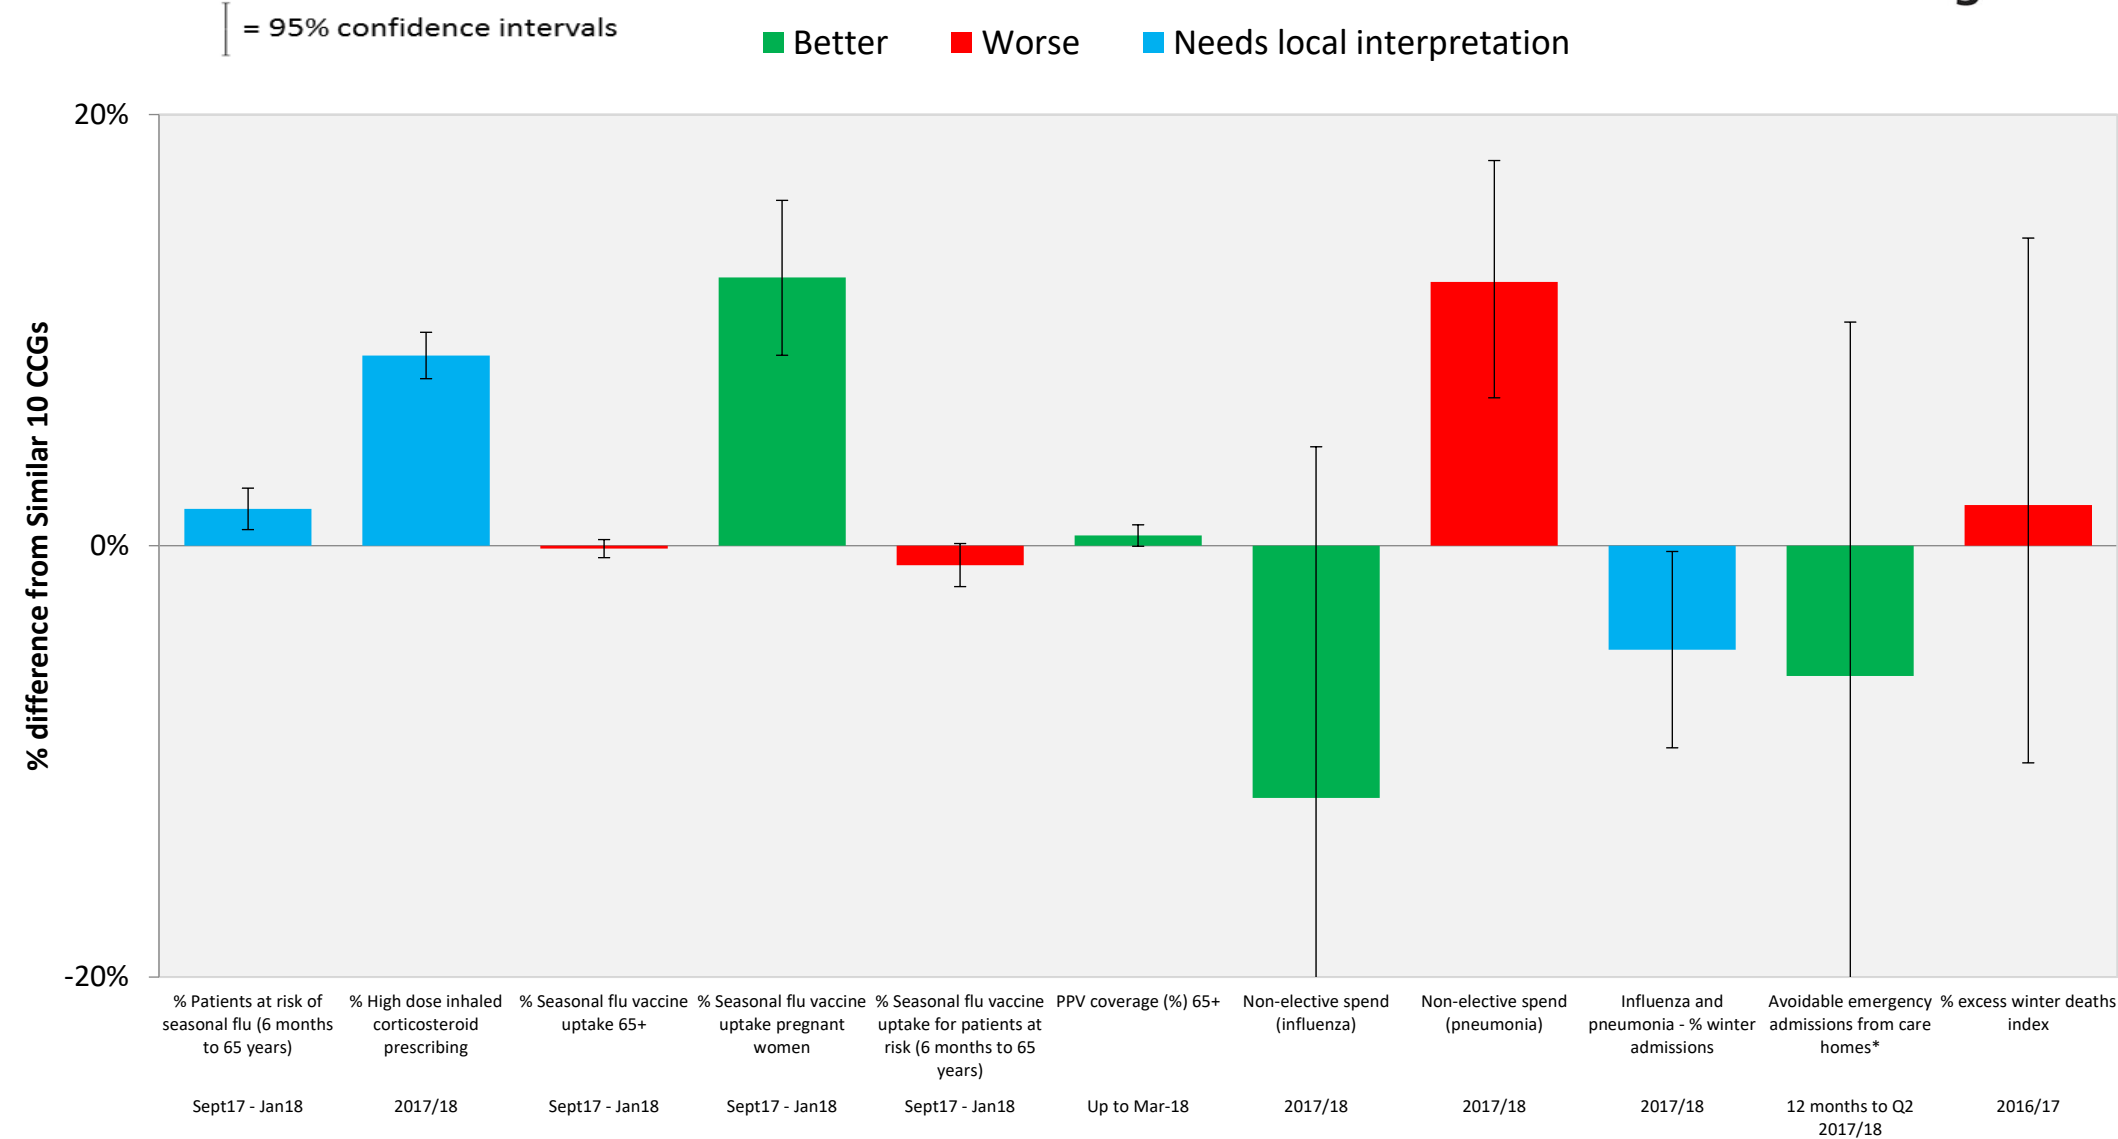 = 95% confidence intervals
Better Worse Needs local interpretation
20%
0%
-20%
% difference from Similar 10 CCGs
% Patients at risk of
seasonal flu (6 months
to 65 years)
Sept17 - Jan18
% High dose inhaled
corticosteroid
prescribing
2017/18
% Seasonal flu vaccine
uptake 65+
Sept17 - Jan18
% Seasonal flu vaccine
uptake pregnant
women
Sept17 - Jan18
% Seasonal flu vaccine
uptake for patients at
risk (6 months to 65
years)
Sept17 - Jan18
PPV coverage (%) 65+
Up to Mar-18
Non-elective spend
(influenza)
2017/18
Non-elective spend
(pneumonia)
2017/18
Influenza and
pneumonia - % winter
admissions
2017/18
Avoidable emergency
admissions from care
homes*
12 months to Q2
2017/18
% excess winter deaths
index
2016/17